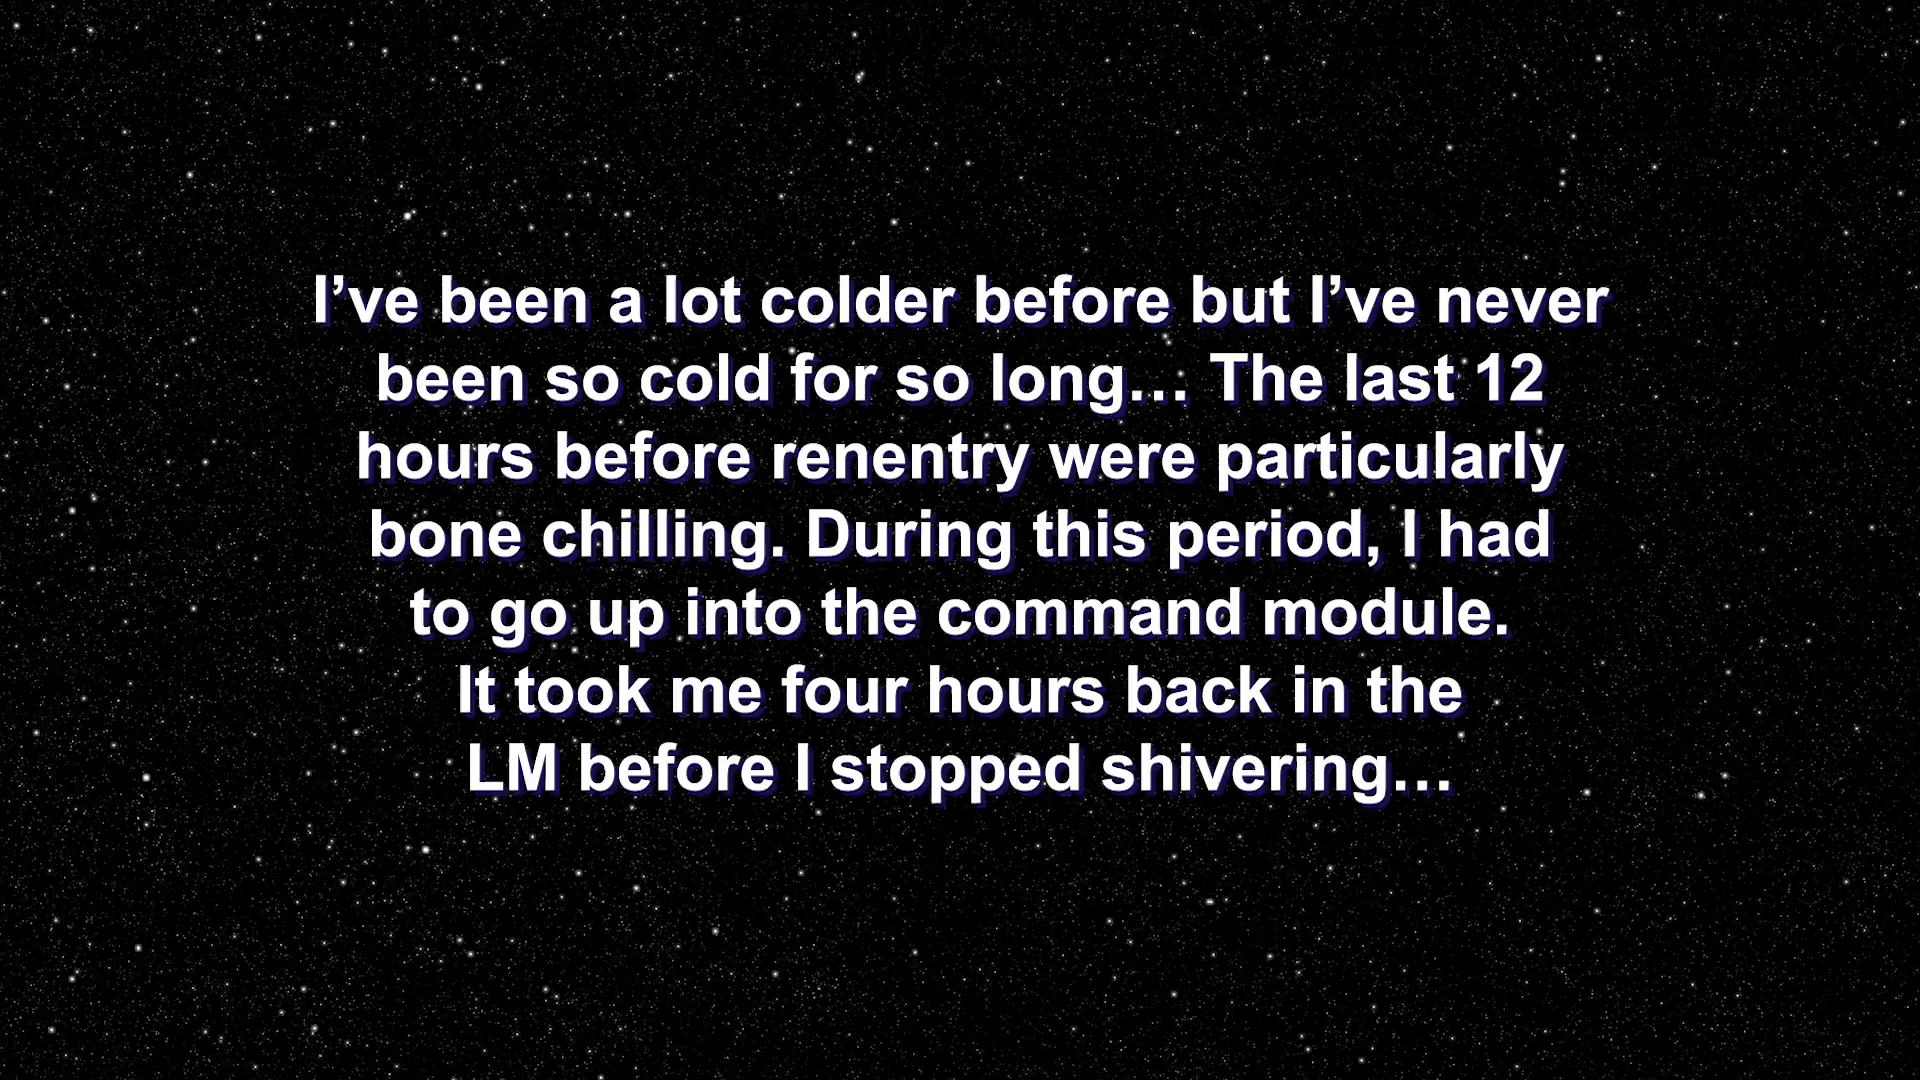 I’ve been a lot colder before but I’ve never
been so cold for so long… The last 12
hours before renentry were particularly
bone chilling. During this period, I had
to go up into the command module.
It took me four hours back in the
LM before I stopped shivering…